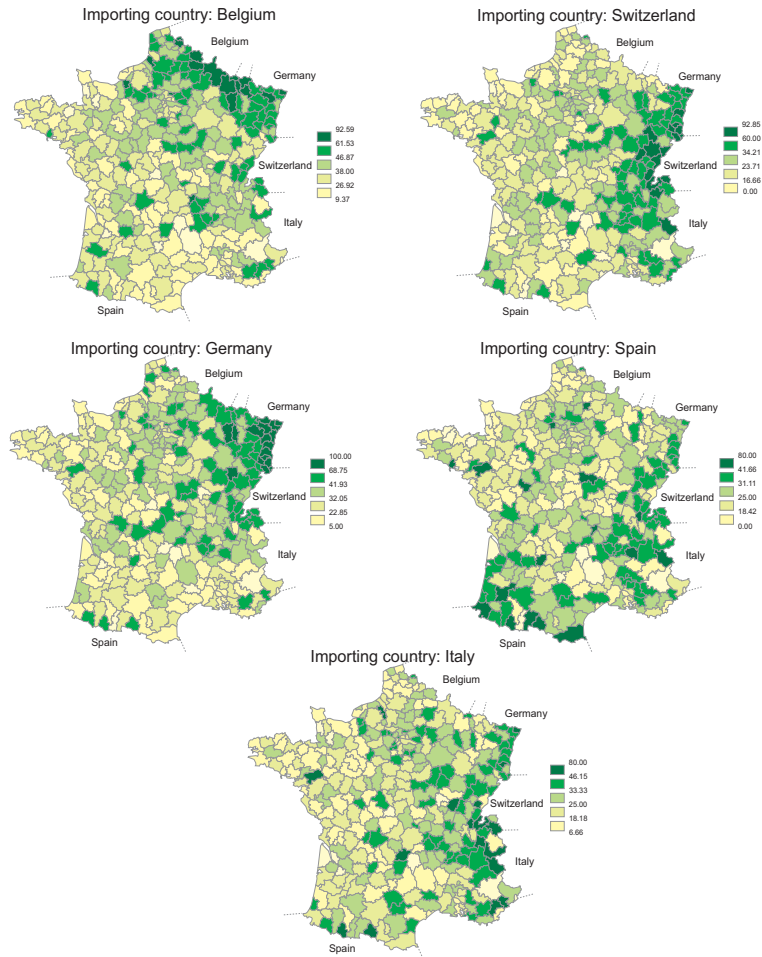 Importing country: Belgium
Belgium
Germany
92.59
61.53
46.87
38.00
26.92
9.37
Switzerland
Italy
Spain
Importing country: Switzerland
Belgium
Germany
92.85
60.00
34.21
23.71
16.66
0.00
Switzerland
Italy
Spain
Importing country: Germany
Belgium
Germany
100.00
68.75
41.93
32.05
22.85
5.00
Switzerland
Italy
Spain
Importing country: Spain
Belgium
Germany
80.00
41.66
31.11
25.00
18.42
0.00
Switzerland
Italy
Spain
Importing country: Italy
Belgium
Germany
80.00
46.15
33.33
25.00
18.18
6.66
Switzerland
Italy
Spain